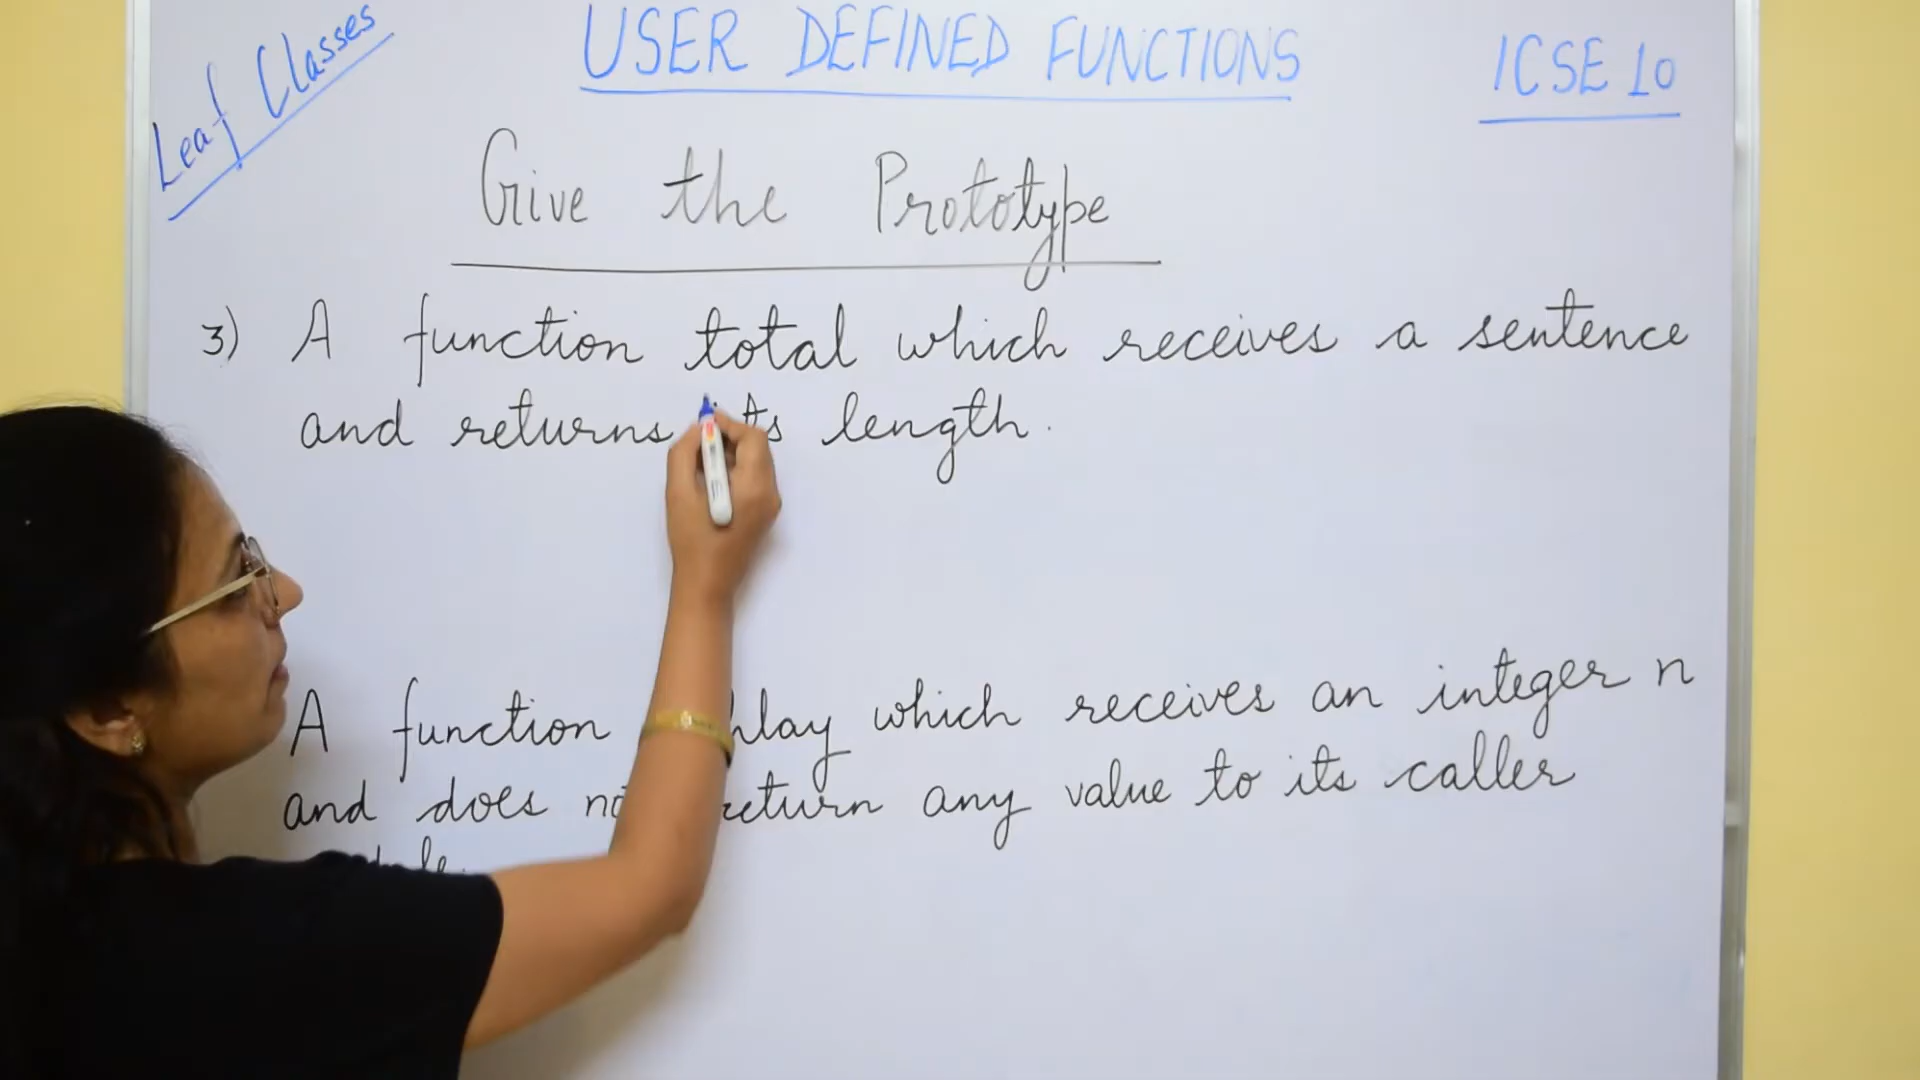 Leaf Classes
USER DEFINED FUNCTIONS
ICSE 10
Give the Prototype
3) A function total which receives a sentence
and returns its length.
A function which receives an integer n
and does return any value to its caller